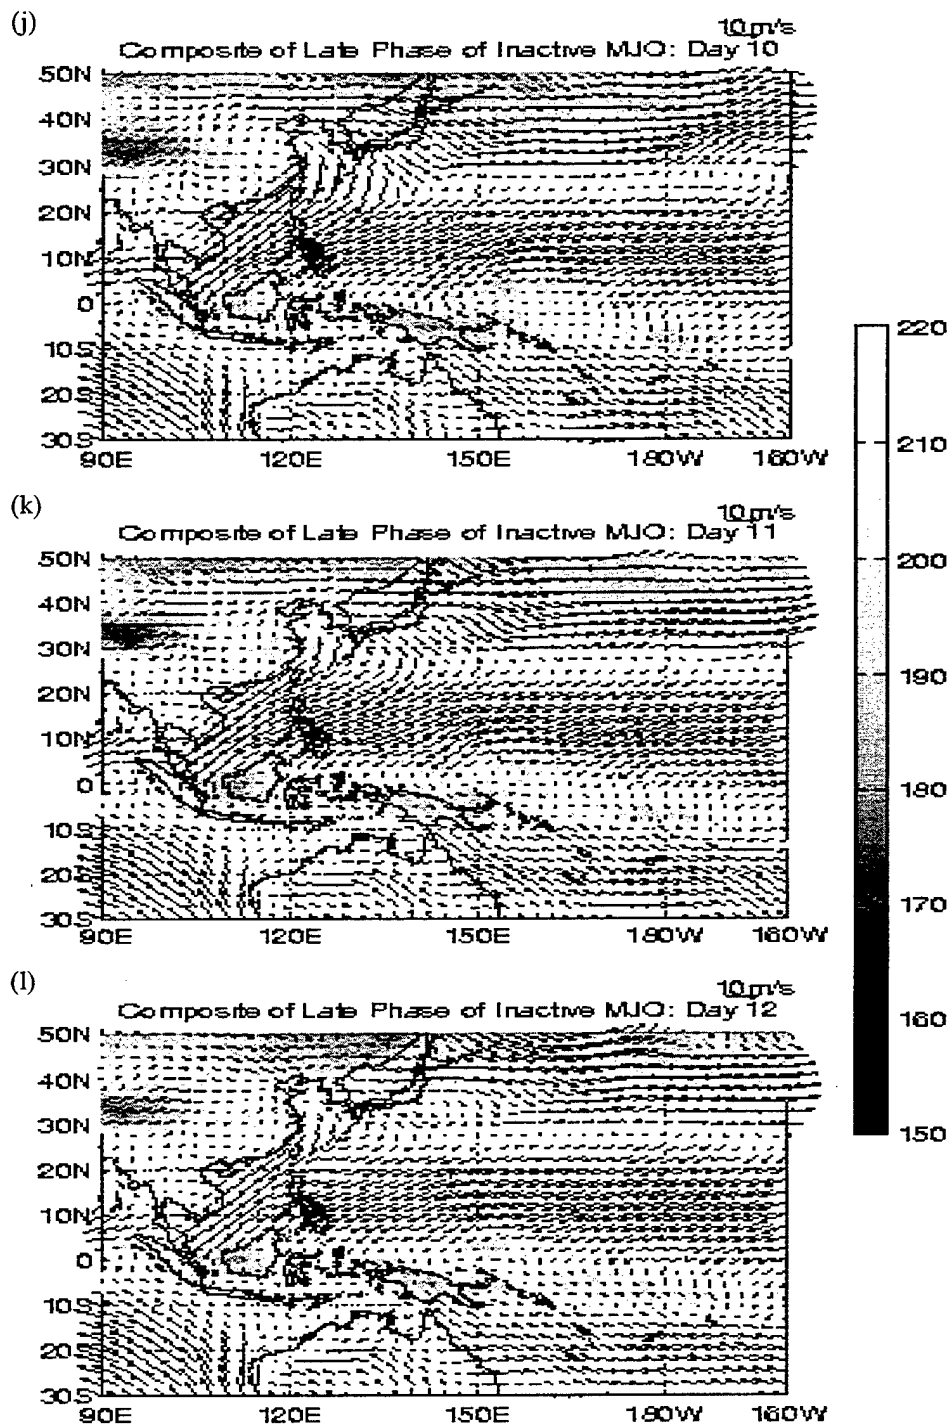 (j)
10 m/s
Composite of Late Phase of Inactive MJO: Day 10
50N
40N
30N
20N
10N
0
10S
20S
30S
90E 120E 150E 180W 160W
(k)
10 m/s
Composite of Late Phase of Inactive MJO: Day 11
50N
40N
30N
20N
10N
0
10S
20S
30S
90E 120E 150E 180W 160W
(l)
10 m/s
Composite of Late Phase of Inactive MJO: Day 12
50N
40N
30N
20N
10N
0
10S
20S
30S
90E 120E 150E 180W 160W
220
210
200
190
180
170
160
150